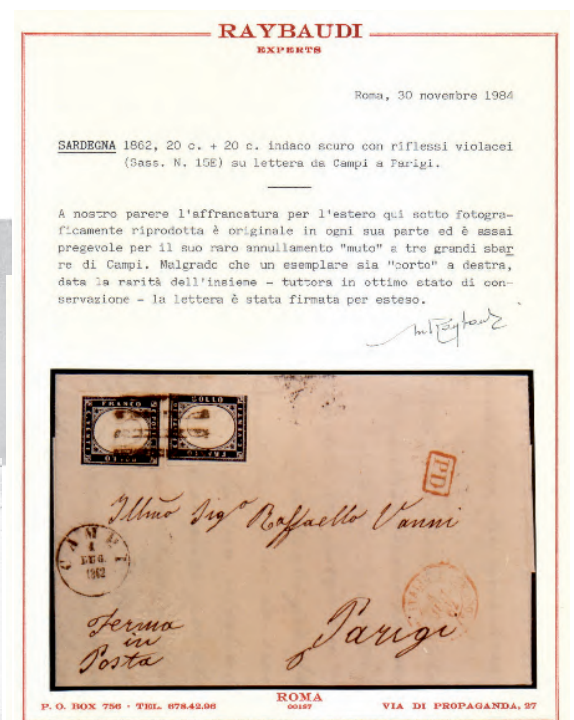 RAYBAUDI
EXPERTS
Roma, 30 novembre 1984
SARDEGNA 1862, 20 c. + 20 c. indaco scuro con riflessi violacei
(Sass. N. 15E) su lettera da Campi a Parigi.
A nostro parere l'affrancatura per l'estero qui sotto fotogra-
ficamente riprodotta è originale in ogni sua parte ed è assai
pregevole per il suo raro annullamento "muto" a tre grandi sbar
re di Campi. Malgrado che un esemplare sia "corto" a destra,
data la rarità dell'insieme - tuttora in ottimo stato di con-
servazione - la lettera è stata firmata per esteso.
FRANCO
BOLLO
BOLLO
FRANCO
PD
Illmo Sigo Raffaello Vanni
CAMPI
1862
Ferma
in
Posta
Parigi
P. O. BOX 756 - TEL. 678.42.96
ROMA
00187
VIA DI PROPAGANDA, 27